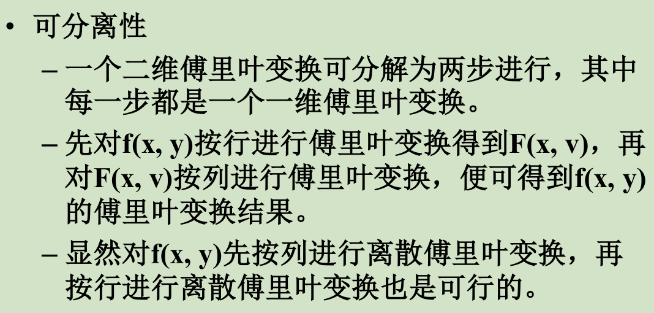 • 可分离性
– 一个二维傅里叶变换可分解为两步进行，其中
每一步都是一个一维傅里叶变换。
– 先对f(x, y)按行进行傅里叶变换得到F(x, v)，再
对F(x, v)按列进行傅里叶变换，便可得到f(x, y)
的傅里叶变换结果。
– 显然对f(x, y)先按列进行离散傅里叶变换，再
按行进行离散傅里叶变换也是可行的。